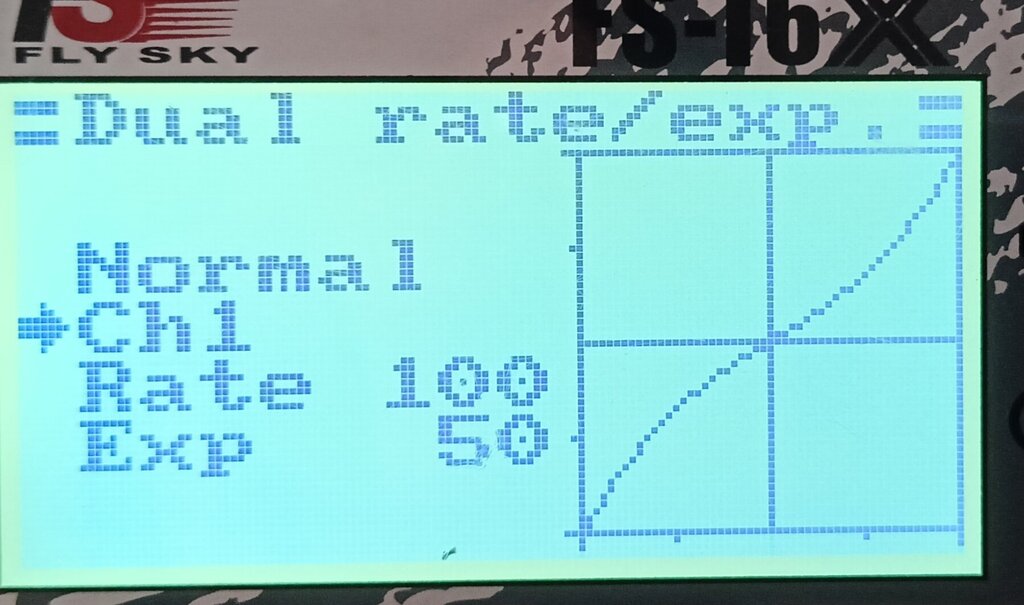 FLY SKY
FS-i6X
=Dual rate/exp.=
Normal
Ch1
Rate 100
Exp 50